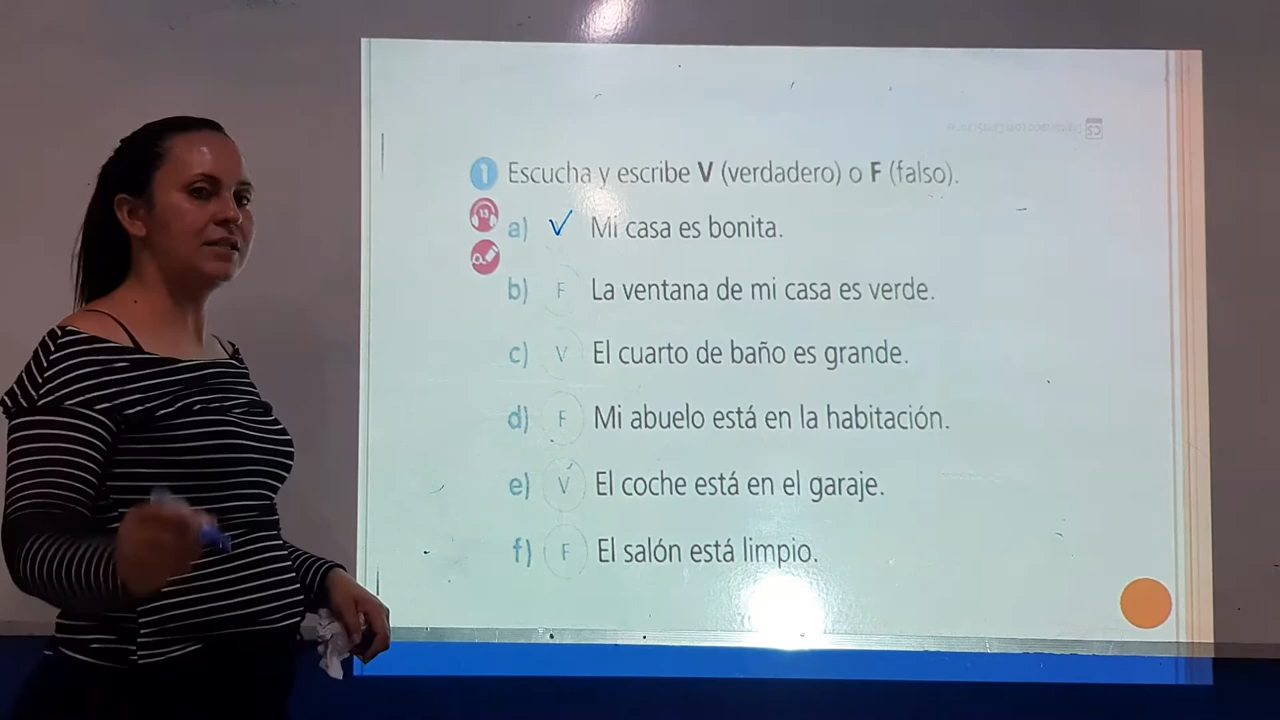 CS
1 Escucha y escribe V (verdadero) o F (falso).
13
a) V Mi casa es bonita.
b) F La ventana de mi casa es verde.
c) V El cuarto de baño es grande.
d) F Mi abuelo está en la habitación.
e) V El coche está en el garaje.
f) F El salón está limpio.